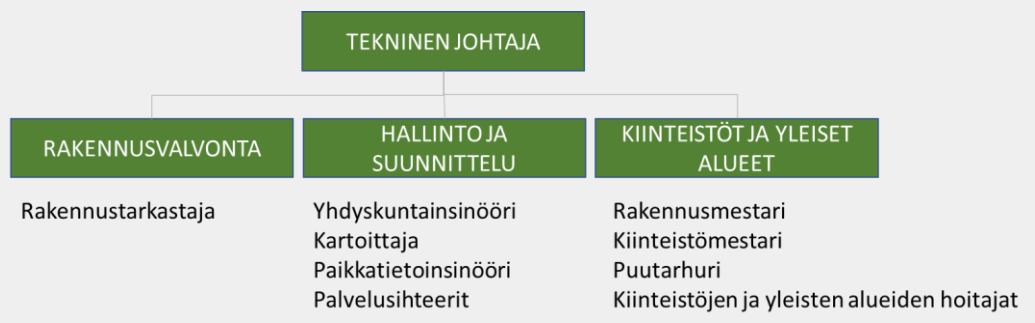 TEKNINEN JOHTAJA
RAKENNUSVALVONTA
HALLINTO JA
SUUNNITTELU
KIINTEISTÖT JA YLEISET
ALUEET
Rakennustarkastaja
Yhdyskuntainsinööri
Kartoittaja
Paikkatietoinsinööri
Palvelusihteerit
Rakennusmestari
Kiinteistömestari
Puutarhuri
Kiinteistöjen ja yleisten alueiden hoitajat